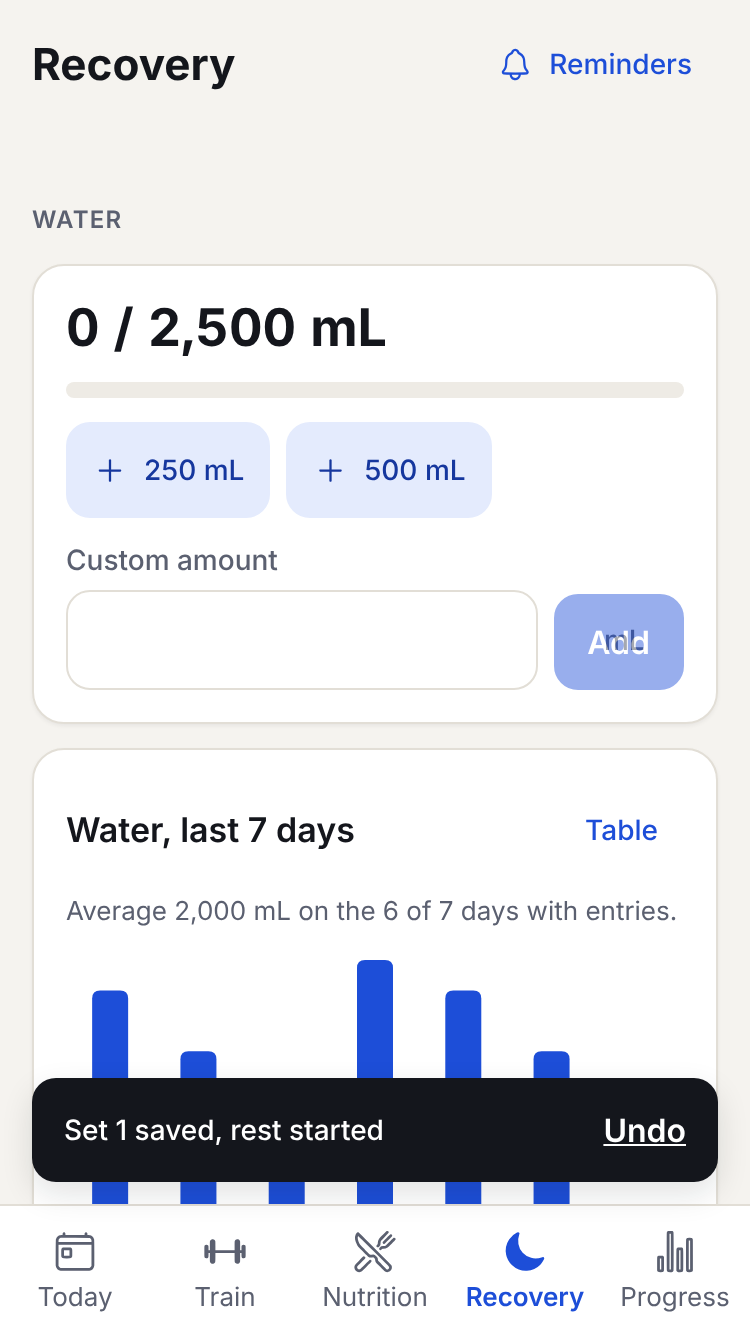 Recovery
Reminders
WATER
0 / 2,500 mL
250 mL
500 mL
Custom amount
Add
mL
Water, last 7 days
Table
Average 2,000 mL on the 6 of 7 days with entries.
Set 1 saved, rest started
Undo
Today
Train
Nutrition
Recovery
Progress